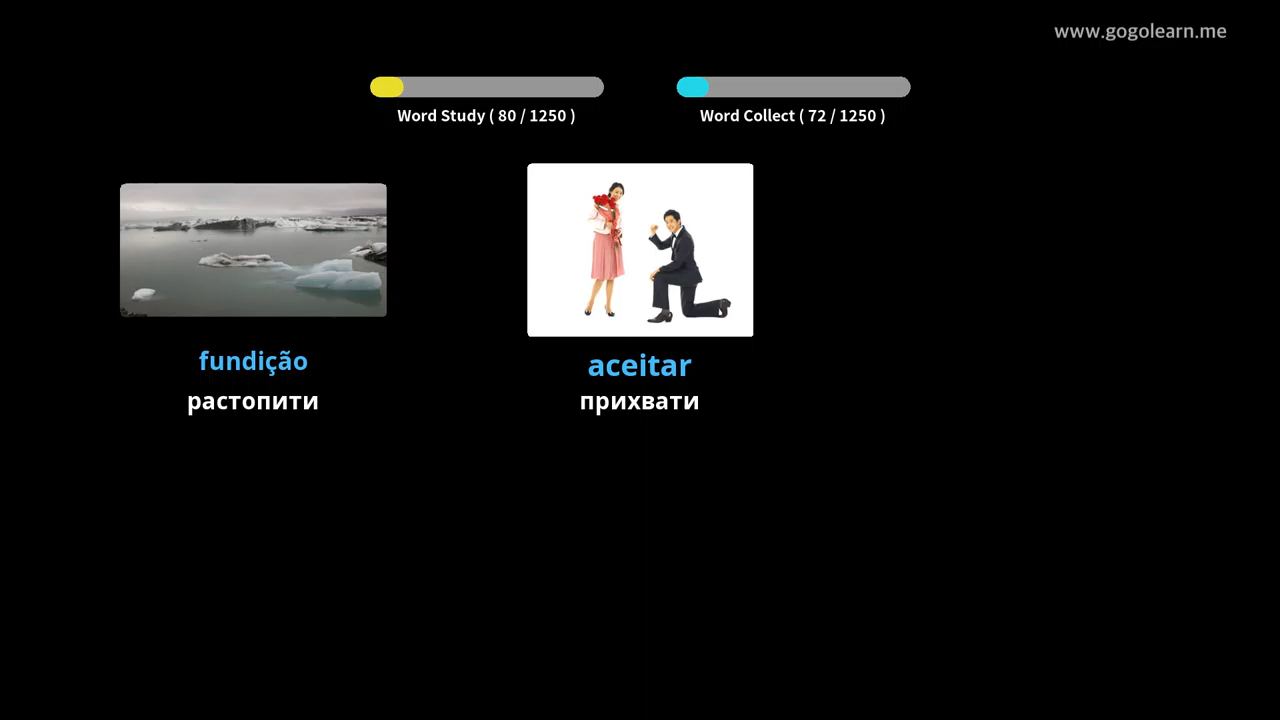 www.gogolearn.me
Word Study ( 80 / 1250 )
Word Collect ( 72 / 1250 )
fundição
растопити
aceitar
прихвати